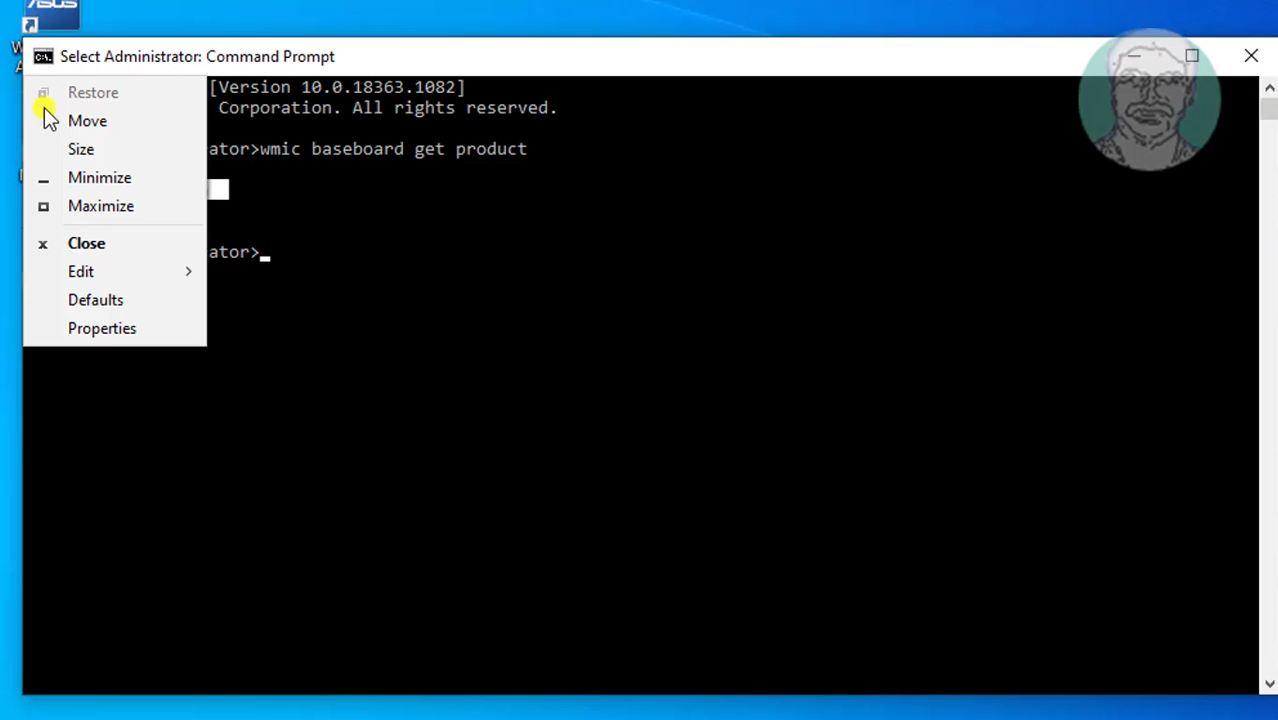 ASUS
Select Administrator: Command Prompt
Restore
[Version 10.0.18363.1082]
Corporation. All rights reserved.
Move
Size
ator>wmic baseboard get product
Minimize
Maximize
Close
ator>
Edit
Defaults
Properties